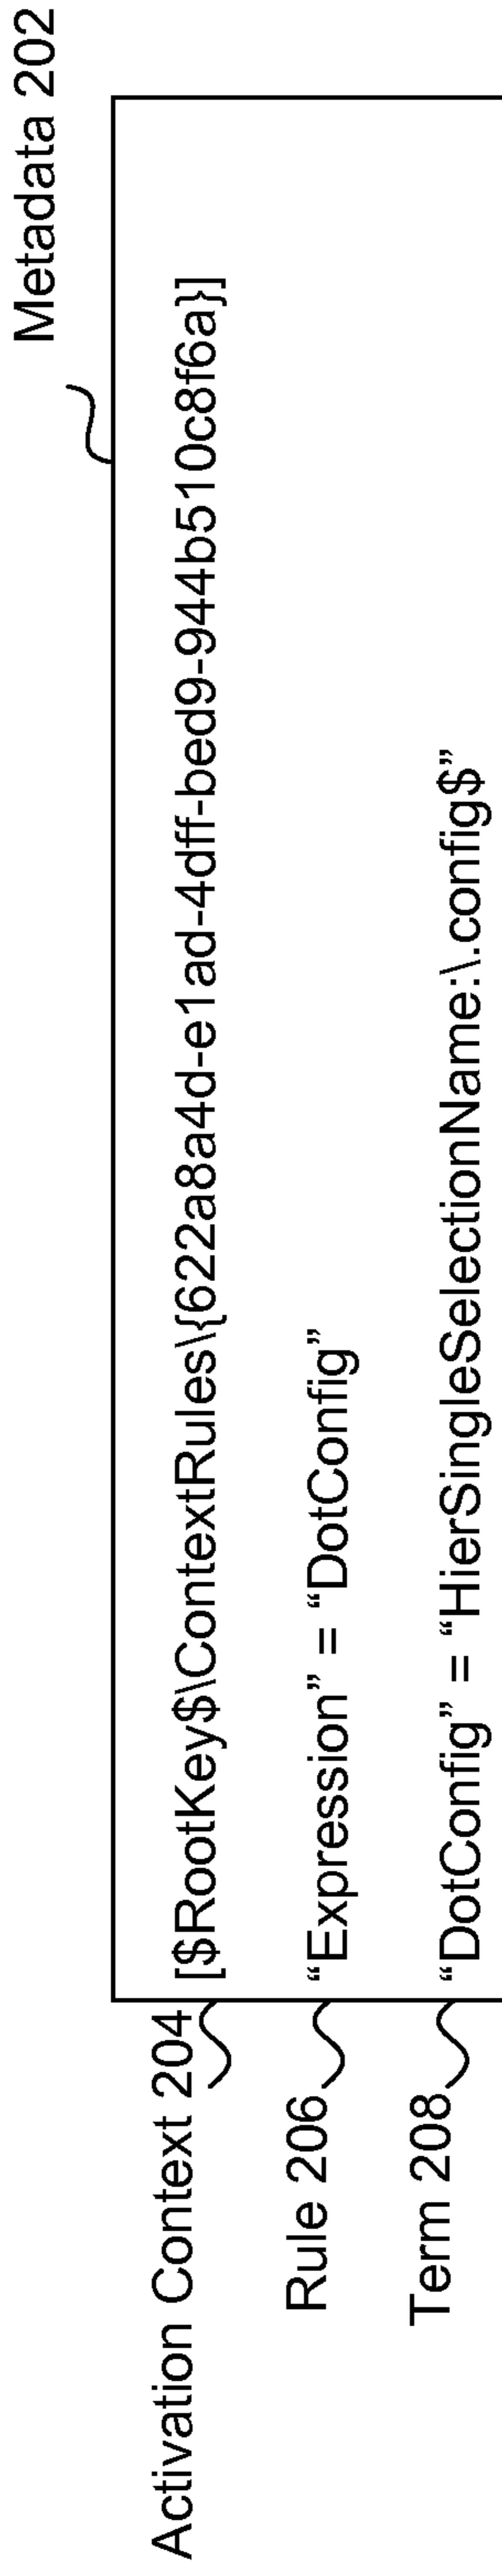 Metadata 202
Activation Context 204 [$RootKey$\ContextRules\{622a8a4d-e1ad-4dff-bed9-944b510c8f6a}]
Rule 206 “Expression” = “DotConfig”
Term 208 “DotConfig” = “HierSingleSelectionName:\.config$”